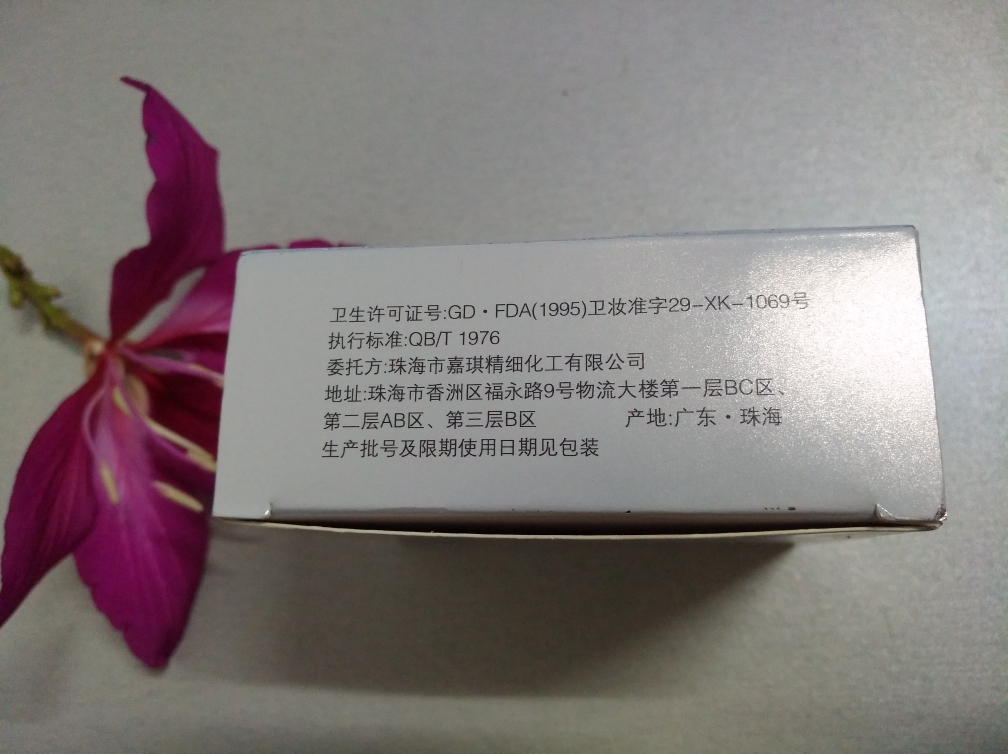 卫生许可证号:GD·FDA(1995)卫妆准字29-XK-1069号
执行标准:QB/T 1976
委托方:珠海市嘉琪精细化工有限公司
地址:珠海市香洲区福永路9号物流大楼第一层BC区、
第二层AB区、第三层B区 产地:广东·珠海
生产批号及限期使用日期见包装